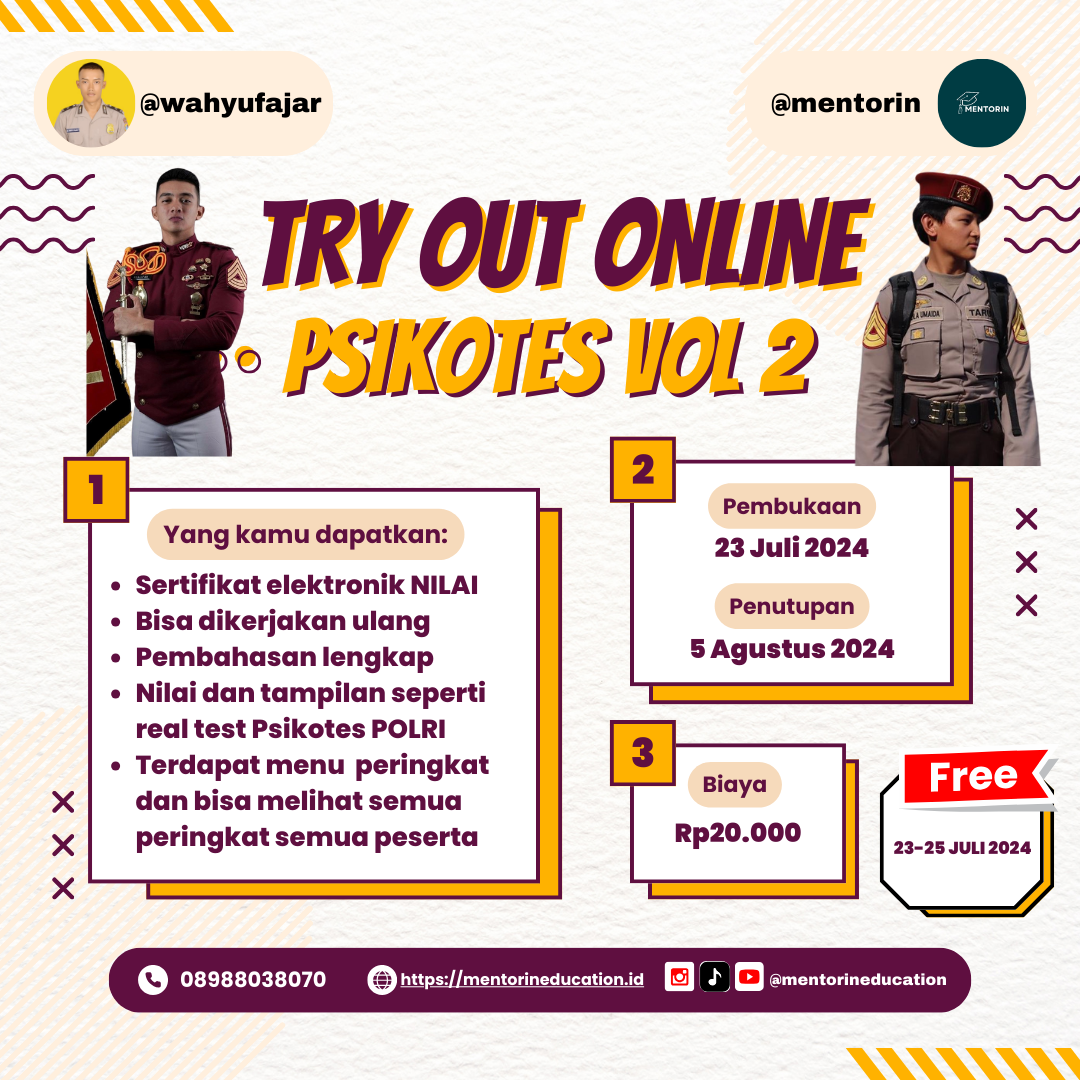 @wahyufajar
@mentorin
MENTORIN
TRY OUT ONLINE
PSIKOTES VOL 2
TAR
1
Yang kamu dapatkan:
Sertifikat elektronik NILAI
Bisa dikerjakan ulang
Pembahasan lengkap
Nilai dan tampilan seperti
real test Psikotes POLRI
Terdapat menu peringkat
dan bisa melihat semua
peringkat semua peserta
2
Pembukaan
23 Juli 2024
Penutupan
5 Agustus 2024
3
Biaya
Rp20.000
Free
23-25 JULI 2024
08988038070
https://mentorineducation.id
@mentorineducation